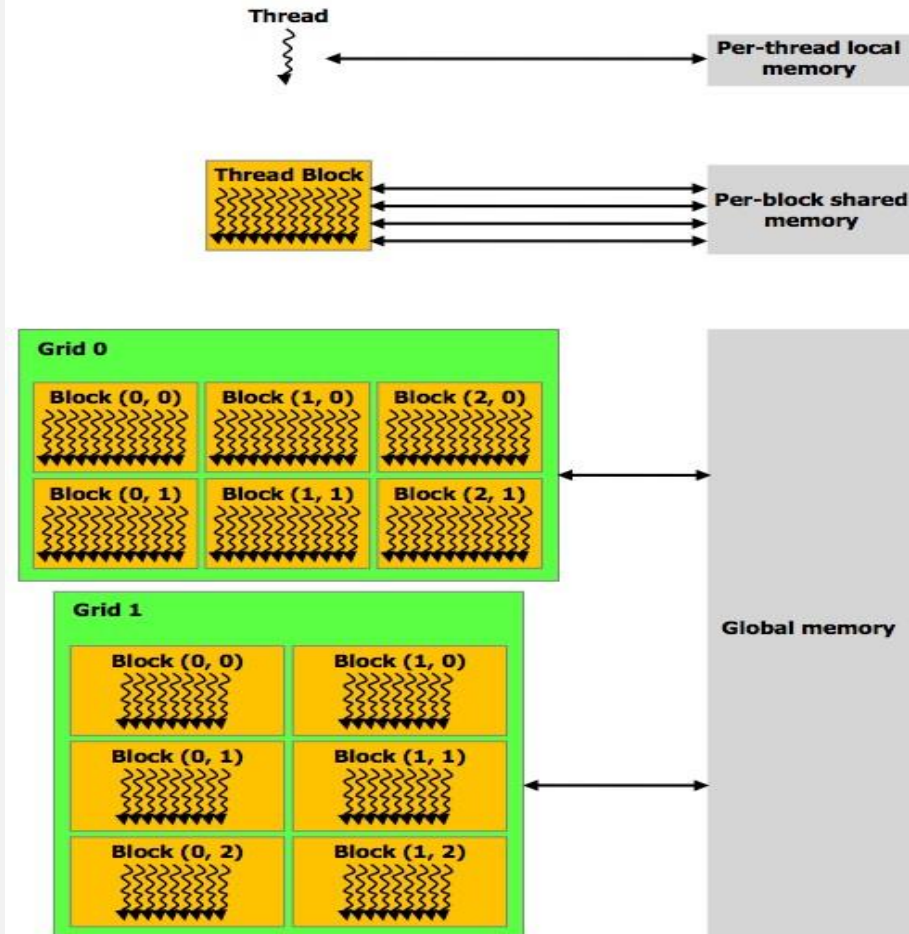 Thread
Per-thread local
memory
Thread Block
Per-block shared
memory
Grid 0
Block (0, 0) Block (1, 0) Block (2, 0)
Block (0, 1) Block (1, 1) Block (2, 1)
Global memory
Grid 1
Block (0, 0) Block (1, 0)
Block (0, 1) Block (1, 1)
Block (0, 2) Block (1, 2)